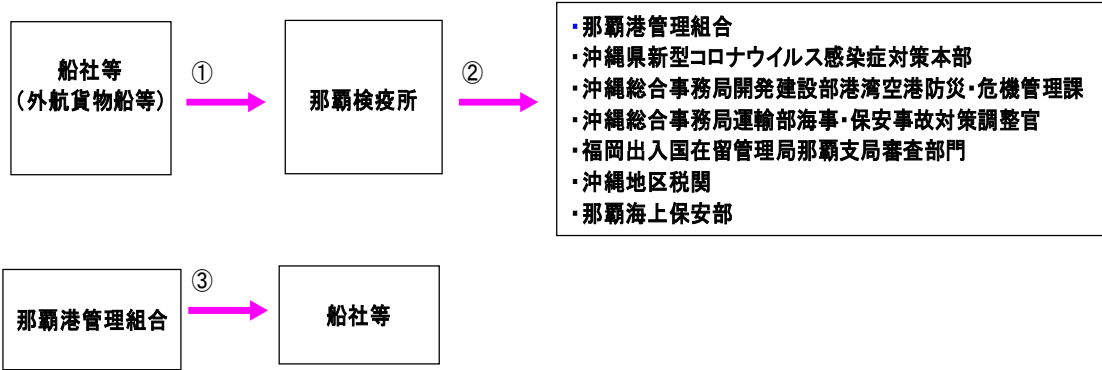 船社等
（外航貨物船等）
①
那覇検疫所
②
・那覇港管理組合
・沖縄県新型コロナウイルス感染症対策本部
・沖縄総合事務局開発建設部港湾空港防災・危機管理課
・沖縄総合事務局運輸部海事・保安事故対策調整官
・福岡出入国在留管理局那覇支局審査部門
・沖縄地区税関
・那覇海上保安部
那覇港管理組合
③
船社等